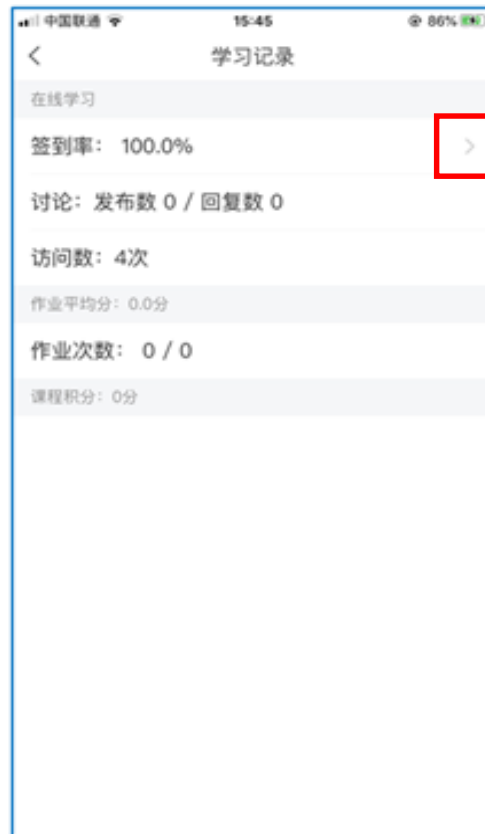 中国联通 15:45 86%
学习记录
在线学习
签到率： 100.0%
讨论：发布数 0 / 回复数 0
访问数：4次
作业平均分：0.0分
作业次数： 0 / 0
课程积分：0分